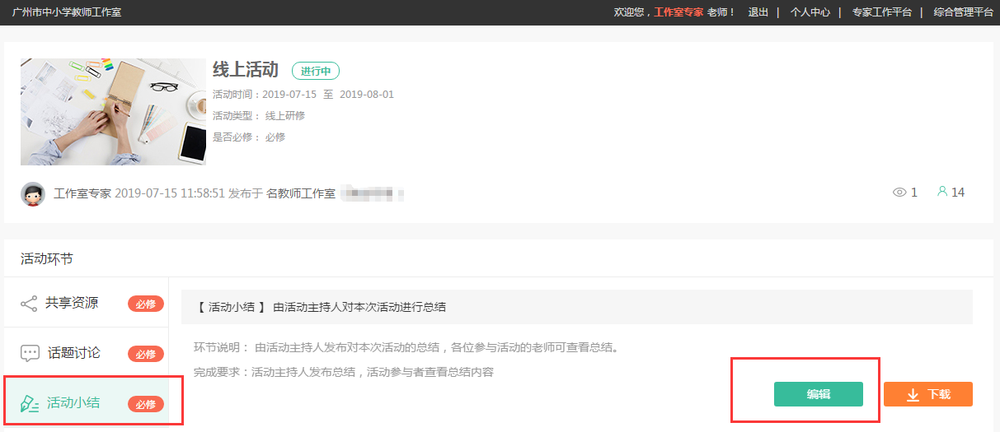 广州市中小学教师工作室
欢迎您，工作室专家 老师！ 退出 | 个人中心 | 专家工作平台 | 综合管理平台
线上活动 进行中
活动时间：2019-07-15 至 2019-08-01
活动类型： 线上研修
是否必修： 必修
工作室专家 2019-07-15 11:58:51 发布于 名教师工作室
1 14
活动环节
共享资源 必修
【 活动小结 】 由活动主持人对本次活动进行总结
话题讨论 必修
环节说明： 由活动主持人发布对本次活动的总结，各位参与活动的老师可查看总结。
完成要求：活动主持人发布总结，活动参与者查看总结内容
活动小结 必修
编辑 下载